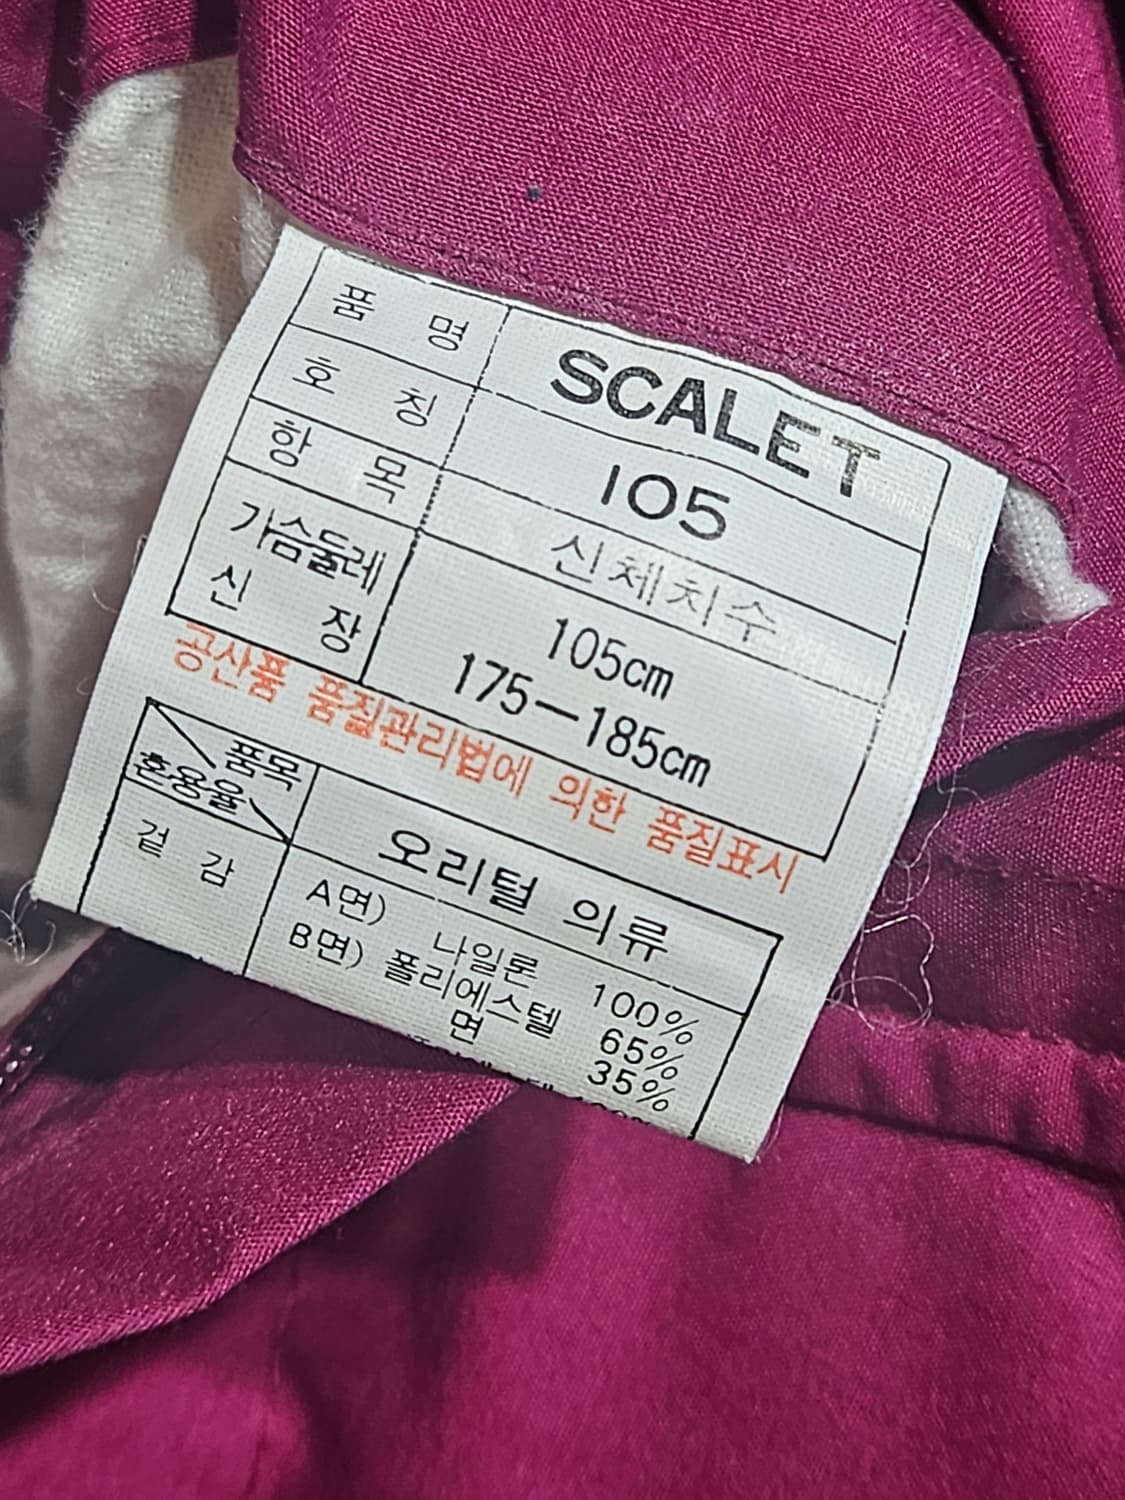 품 명 SCALET
호 칭 105
항 목 신체치수
가슴둘레 105cm
신 장 175-185cm
공산품 품질관리법에 의한 품질표시
품목
혼용율
오리털 의류
겉 감 A면) 나일론 100%
B면) 폴리에스텔 65%
면 35%